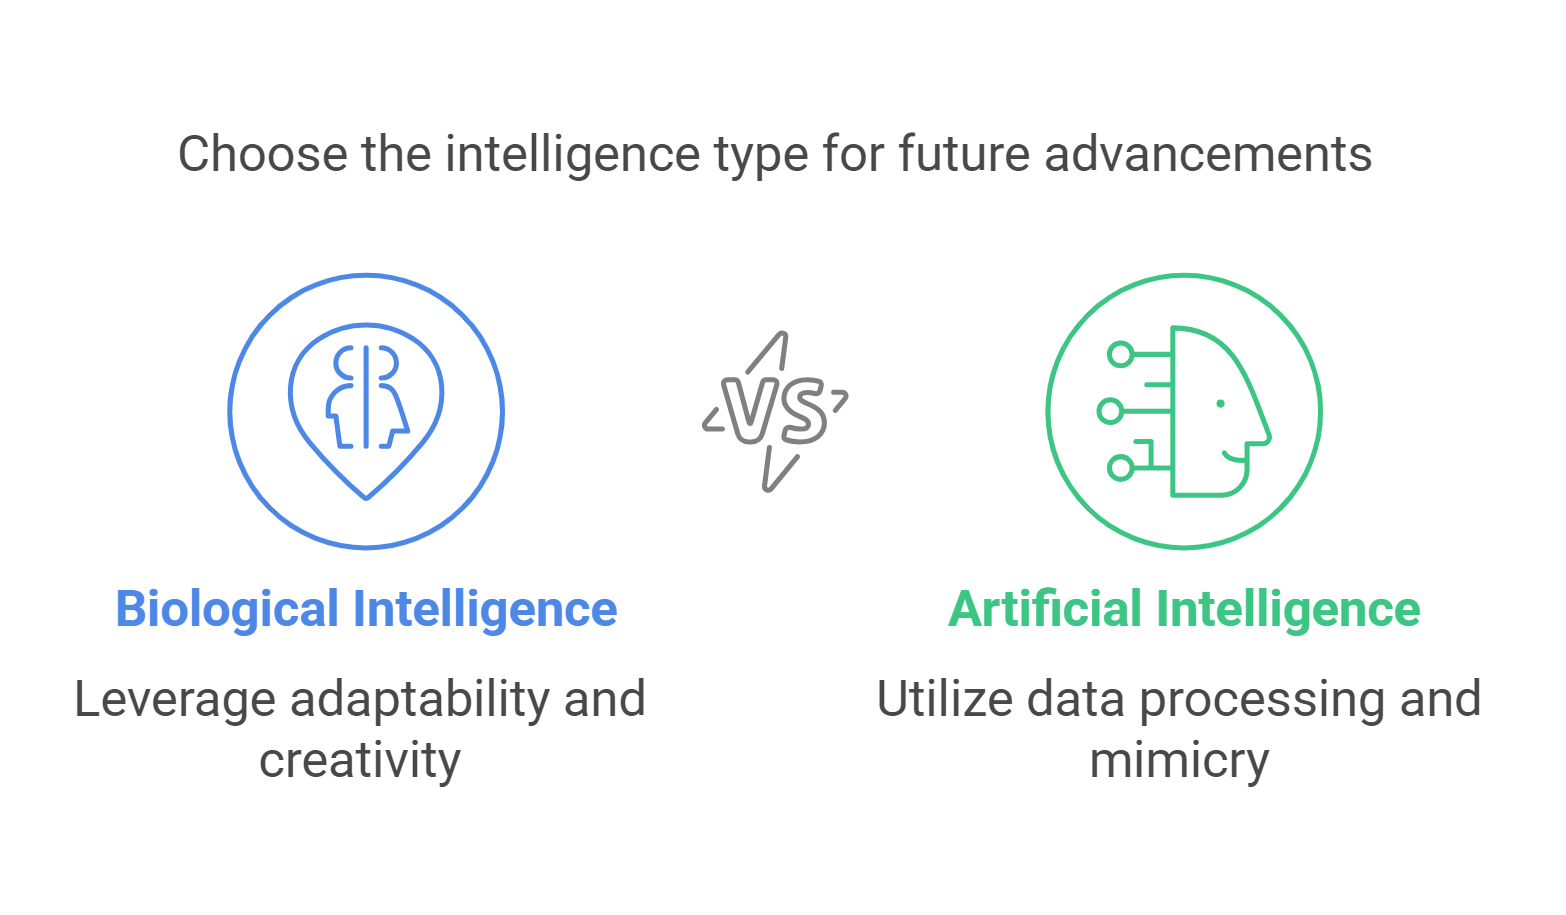 Choose the intelligence type for future advancements
VS
Biological Intelligence
Leverage adaptability and
creativity
Artificial Intelligence
Utilize data processing and
mimicry